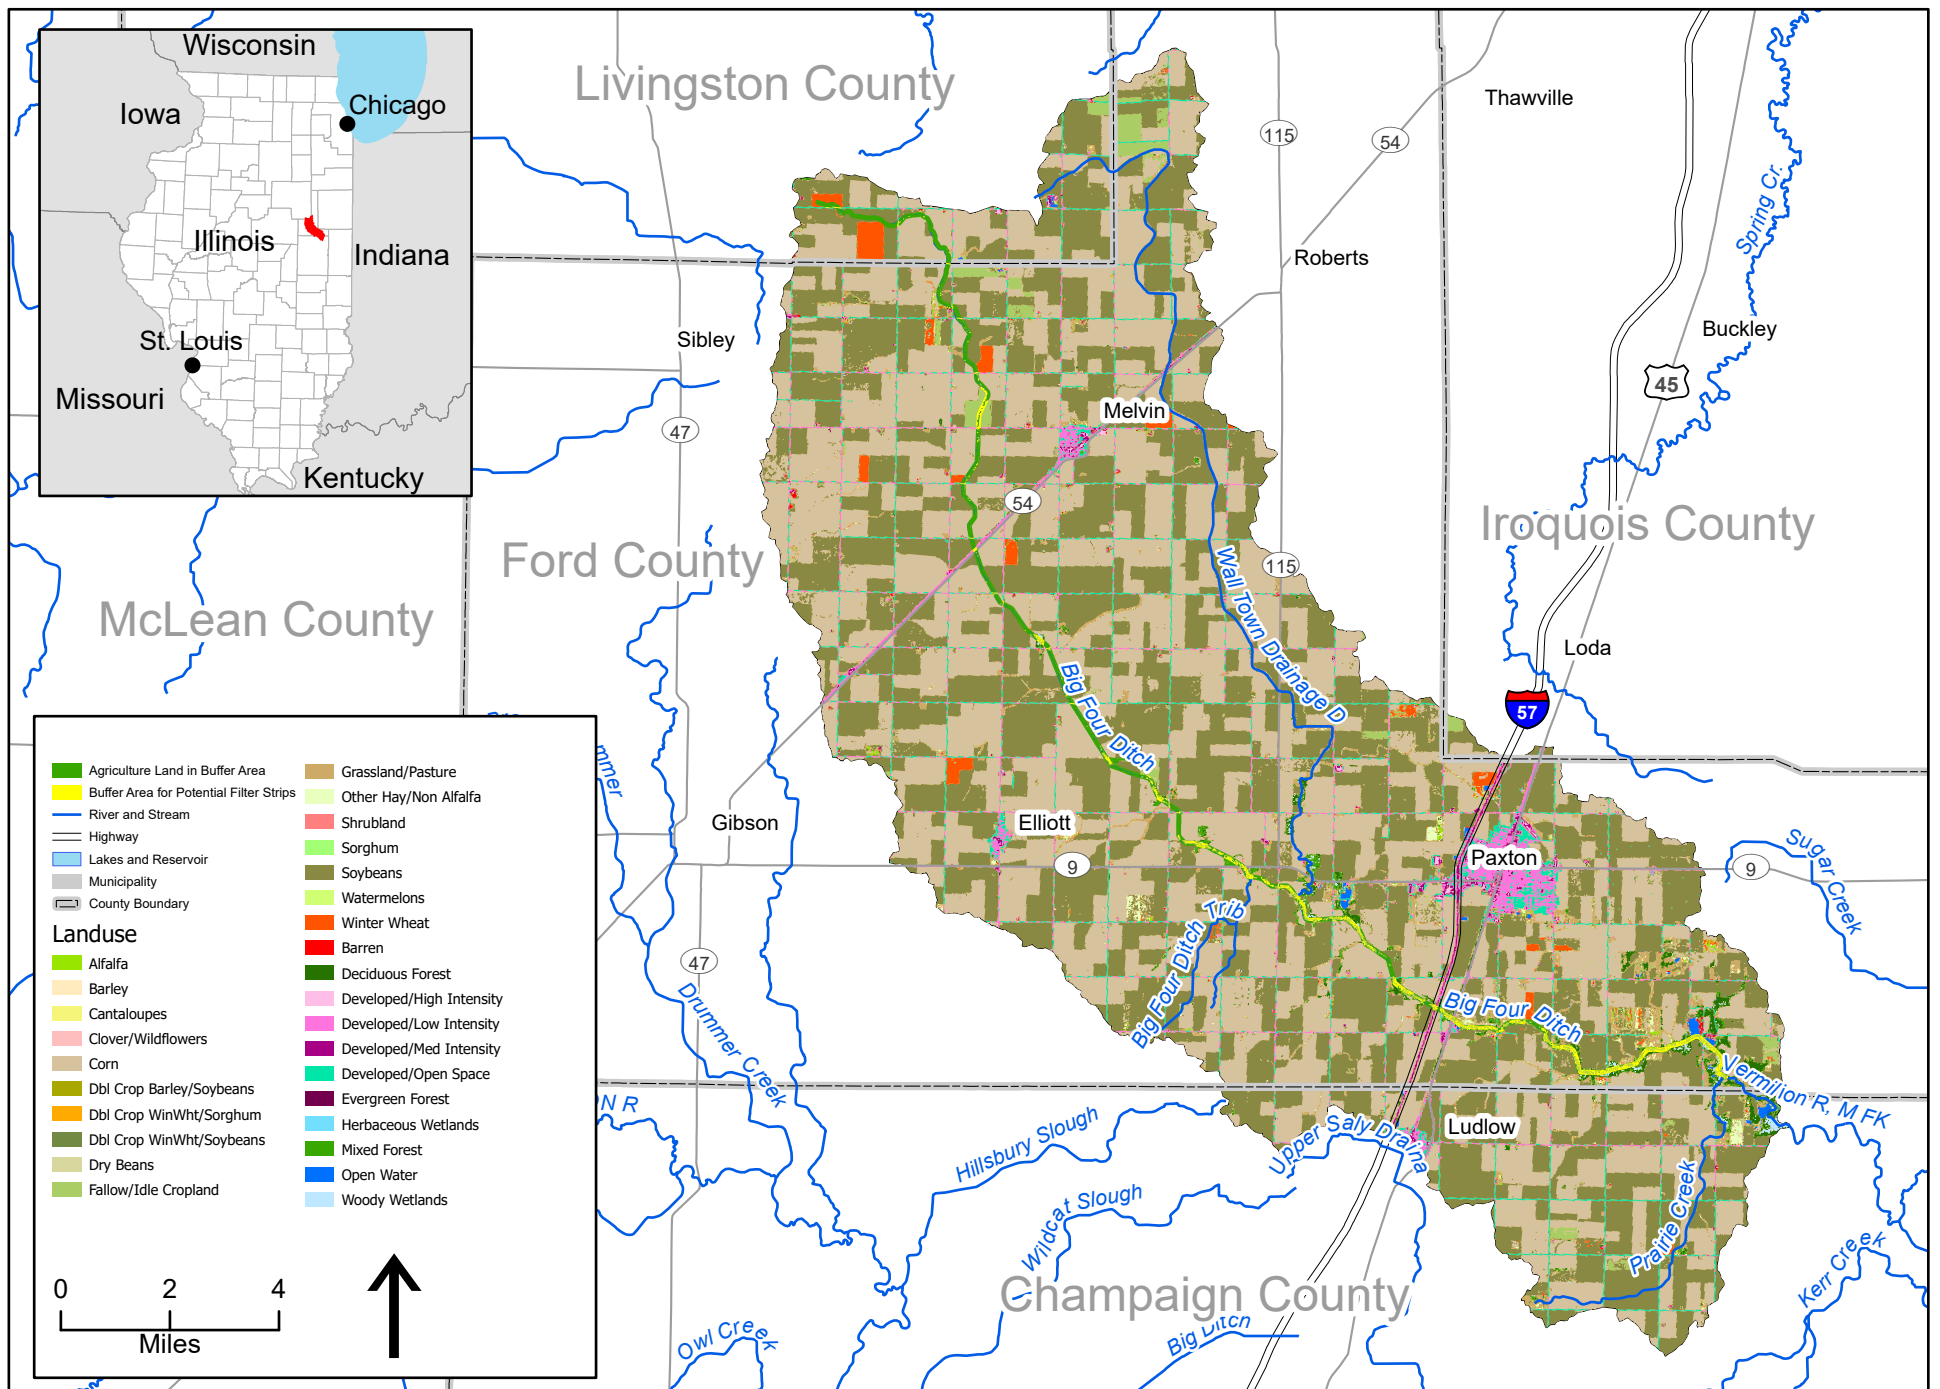 Wisconsin
Iowa
Chicago
Illinois
Indiana
St. Louis
Missouri
Kentucky
Livingston County
Thawville
115
54
Spring Cr.
Roberts
Buckley
Sibley
45
Melvin
47
54
Iroquois County
Ford County
115
Wall Town Drainage D
McLean County
Loda
Big Four Ditch
57
Gibson
Elliott
9
Paxton
9
Sugar Creek
Big Four Ditch Trib
47
Drummer Creek
Big Four Ditch
Vermilion R, M FK
N R
Hillsbury Slough
Upper Saly Draina
Ludlow
Wildcat Slough
Prairie Creek
Kerr Creek
Champaign County
Big Ditch
Owl Creek
mmer
Agriculture Land in Buffer Area
Buffer Area for Potential Filter Strips
River and Stream
Highway
Lakes and Reservoir
Municipality
County Boundary
Landuse
Alfalfa
Barley
Cantaloupes
Clover/Wildflowers
Corn
Dbl Crop Barley/Soybeans
Dbl Crop WinWht/Sorghum
Dbl Crop WinWht/Soybeans
Dry Beans
Fallow/Idle Cropland
Grassland/Pasture
Other Hay/Non Alfalfa
Shrubland
Sorghum
Soybeans
Watermelons
Winter Wheat
Barren
Deciduous Forest
Developed/High Intensity
Developed/Low Intensity
Developed/Med Intensity
Developed/Open Space
Evergreen Forest
Herbaceous Wetlands
Mixed Forest
Open Water
Woody Wetlands
0 2 4
Miles